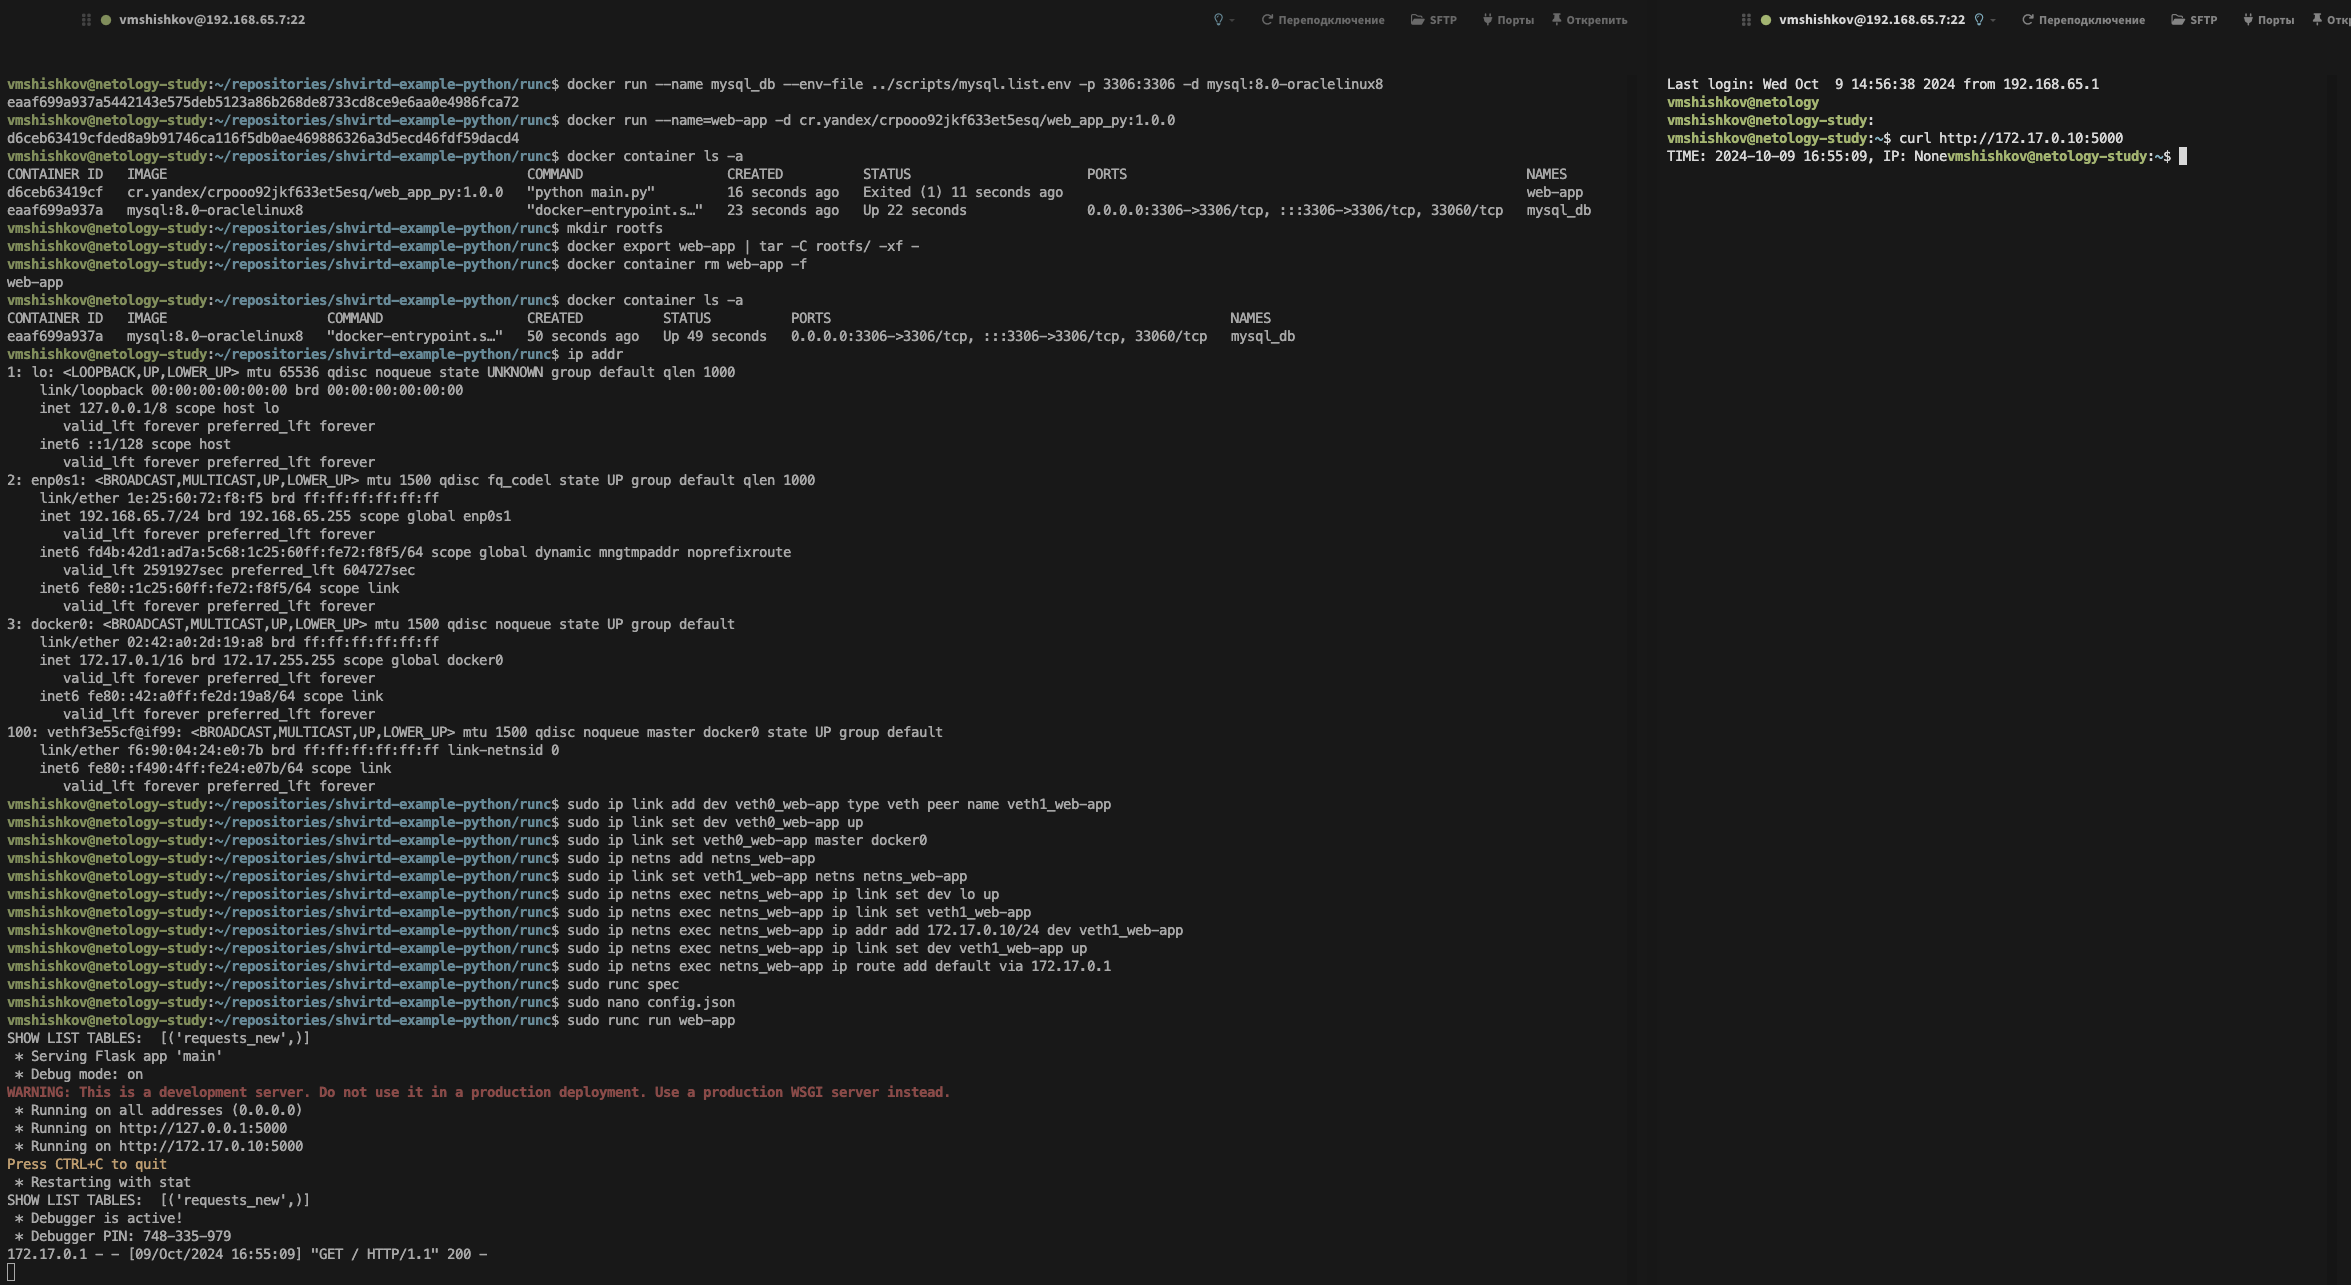 vmshishkov@192.168.65.7:22
Переподключение
SFTP
Порты
Открепить
vmshishkov@netology-study:~/repositories/shvirtd-example-python/runc$ docker run --name mysql_db --env-file ../scripts/mysql.list.env -p 3306:3306 -d mysql:8.0-oraclelinux8
eaaf699a937a5442143e575deb5123a86b268de8733cd8ce9e6aa0e4986fca72
vmshishkov@netology-study:~/repositories/shvirtd-example-python/runc$ docker run --name=web-app -d cr.yandex/crpooo92jkf633et5esq/web_app_py:1.0.0
d6ceb63419cfded8a9b91746ca116f5db0ae469886326a3d5ecd46fdf59dacd4
vmshishkov@netology-study:~/repositories/shvirtd-example-python/runc$ docker container ls -a
CONTAINER ID   IMAGE                                              COMMAND                  CREATED          STATUS                      PORTS                                                  NAMES
d6ceb63419cf   cr.yandex/crpooo92jkf633et5esq/web_app_py:1.0.0   "python main.py"         16 seconds ago   Exited (1) 11 seconds ago                                                          web-app
eaaf699a937a   mysql:8.0-oraclelinux8                            "docker-entrypoint.s…"   23 seconds ago   Up 22 seconds               0.0.0.0:3306->3306/tcp, :::3306->3306/tcp, 33060/tcp   mysql_db
vmshishkov@netology-study:~/repositories/shvirtd-example-python/runc$ mkdir rootfs
vmshishkov@netology-study:~/repositories/shvirtd-example-python/runc$ docker export web-app | tar -C rootfs/ -xf -
vmshishkov@netology-study:~/repositories/shvirtd-example-python/runc$ docker container rm web-app -f
web-app
vmshishkov@netology-study:~/repositories/shvirtd-example-python/runc$ docker container ls -a
CONTAINER ID   IMAGE                    COMMAND                  CREATED          STATUS          PORTS                                                  NAMES
eaaf699a937a   mysql:8.0-oraclelinux8   "docker-entrypoint.s…"   50 seconds ago   Up 49 seconds   0.0.0.0:3306->3306/tcp, :::3306->3306/tcp, 33060/tcp   mysql_db
vmshishkov@netology-study:~/repositories/shvirtd-example-python/runc$ ip addr
1: lo: <LOOPBACK,UP,LOWER_UP> mtu 65536 qdisc noqueue state UNKNOWN group default qlen 1000
    link/loopback 00:00:00:00:00:00 brd 00:00:00:00:00:00
    inet 127.0.0.1/8 scope host lo
       valid_lft forever preferred_lft forever
    inet6 ::1/128 scope host
       valid_lft forever preferred_lft forever
2: enp0s1: <BROADCAST,MULTICAST,UP,LOWER_UP> mtu 1500 qdisc fq_codel state UP group default qlen 1000
    link/ether 1e:25:60:72:f8:f5 brd ff:ff:ff:ff:ff:ff
    inet 192.168.65.7/24 brd 192.168.65.255 scope global enp0s1
       valid_lft forever preferred_lft forever
    inet6 fd4b:42d1:ad7a:5c68:1c25:60ff:fe72:f8f5/64 scope global dynamic mngtmpaddr noprefixroute
       valid_lft 2591927sec preferred_lft 604727sec
    inet6 fe80::1c25:60ff:fe72:f8f5/64 scope link
       valid_lft forever preferred_lft forever
3: docker0: <BROADCAST,MULTICAST,UP,LOWER_UP> mtu 1500 qdisc noqueue state UP group default
    link/ether 02:42:a0:2d:19:a8 brd ff:ff:ff:ff:ff:ff
    inet 172.17.0.1/16 brd 172.17.255.255 scope global docker0
       valid_lft forever preferred_lft forever
    inet6 fe80::42:a0ff:fe2d:19a8/64 scope link
       valid_lft forever preferred_lft forever
100: vethf3e55cf@if99: <BROADCAST,MULTICAST,UP,LOWER_UP> mtu 1500 qdisc noqueue master docker0 state UP group default
    link/ether f6:90:04:24:e0:7b brd ff:ff:ff:ff:ff:ff link-netnsid 0
    inet6 fe80::f490:4ff:fe24:e07b/64 scope link
       valid_lft forever preferred_lft forever
vmshishkov@netology-study:~/repositories/shvirtd-example-python/runc$ sudo ip link add dev veth0_web-app type veth peer name veth1_web-app
vmshishkov@netology-study:~/repositories/shvirtd-example-python/runc$ sudo ip link set dev veth0_web-app up
vmshishkov@netology-study:~/repositories/shvirtd-example-python/runc$ sudo ip link set veth0_web-app master docker0
vmshishkov@netology-study:~/repositories/shvirtd-example-python/runc$ sudo ip netns add netns_web-app
vmshishkov@netology-study:~/repositories/shvirtd-example-python/runc$ sudo ip link set veth1_web-app netns netns_web-app
vmshishkov@netology-study:~/repositories/shvirtd-example-python/runc$ sudo ip netns exec netns_web-app ip link set dev lo up
vmshishkov@netology-study:~/repositories/shvirtd-example-python/runc$ sudo ip netns exec netns_web-app ip link set veth1_web-app
vmshishkov@netology-study:~/repositories/shvirtd-example-python/runc$ sudo ip netns exec netns_web-app ip addr add 172.17.0.10/24 dev veth1_web-app
vmshishkov@netology-study:~/repositories/shvirtd-example-python/runc$ sudo ip netns exec netns_web-app ip link set dev veth1_web-app up
vmshishkov@netology-study:~/repositories/shvirtd-example-python/runc$ sudo ip netns exec netns_web-app ip route add default via 172.17.0.1
vmshishkov@netology-study:~/repositories/shvirtd-example-python/runc$ sudo runc spec
vmshishkov@netology-study:~/repositories/shvirtd-example-python/runc$ sudo nano config.json
vmshishkov@netology-study:~/repositories/shvirtd-example-python/runc$ sudo runc run web-app
SHOW LIST TABLES:  [('requests_new',)]
 * Serving Flask app 'main'
 * Debug mode: on
WARNING: This is a development server. Do not use it in a production deployment. Use a production WSGI server instead.
 * Running on all addresses (0.0.0.0)
 * Running on http://127.0.0.1:5000
 * Running on http://172.17.0.10:5000
Press CTRL+C to quit
 * Restarting with stat
SHOW LIST TABLES:  [('requests_new',)]
 * Debugger is active!
 * Debugger PIN: 748-335-979
172.17.0.1 - - [09/Oct/2024 16:55:09] "GET / HTTP/1.1" 200 -
vmshishkov@192.168.65.7:22
Переподключение
SFTP
Порты
Last login: Wed Oct  9 14:56:38 2024 from 192.168.65.1
vmshishkov@netology
vmshishkov@netology-study:
vmshishkov@netology-study:~$ curl http://172.17.0.10:5000
TIME: 2024-10-09 16:55:09, IP: Nonevmshishkov@netology-study:~$